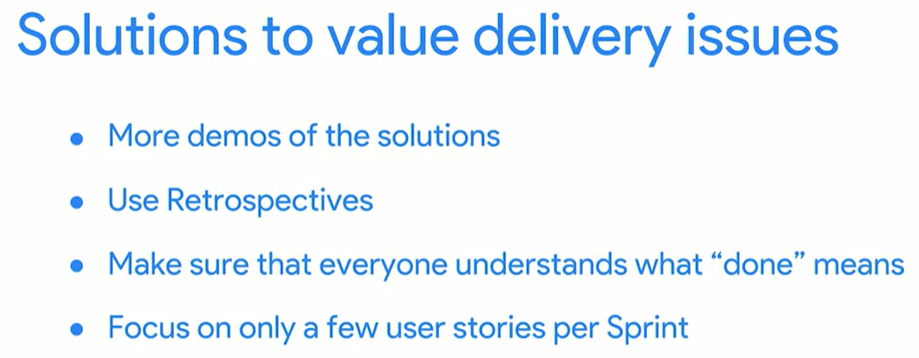 Solutions to value delivery issues
● More demos of the solutions
● Use Retrospectives
● Make sure that everyone understands what “done” means
● Focus on only a few user stories per Sprint